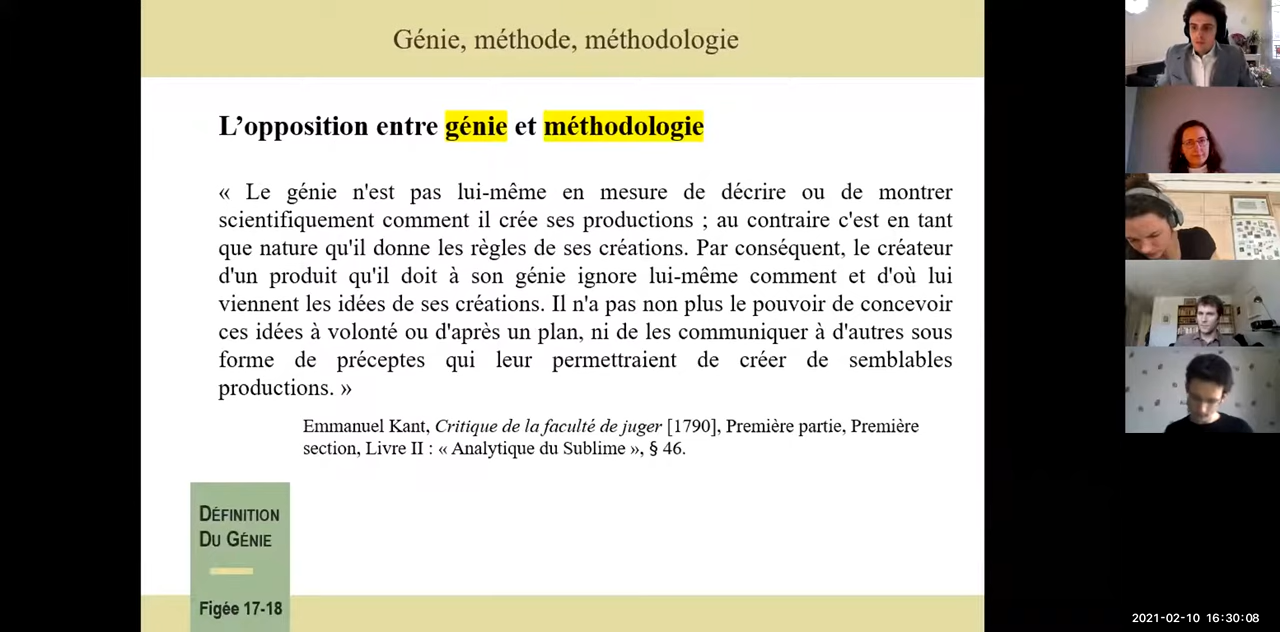 Génie, méthode, méthodologie
L’opposition entre génie et méthodologie
« Le génie n'est pas lui-même en mesure de décrire ou de montrer
scientifiquement comment il crée ses productions ; au contraire c'est en tant
que nature qu'il donne les règles de ses créations. Par conséquent, le créateur
d'un produit qu'il doit à son génie ignore lui-même comment et d'où lui
viennent les idées de ses créations. Il n'a pas non plus le pouvoir de concevoir
ces idées à volonté ou d'après un plan, ni de les communiquer à d'autres sous
forme de préceptes qui leur permettraient de créer de semblables
productions. »
Emmanuel Kant, Critique de la faculté de juger [1790], Première partie, Première
section, Livre II : « Analytique du Sublime », § 46.
DÉFINITION
DU GÉNIE
Figée 17-18
2021-02-10 16:30:08